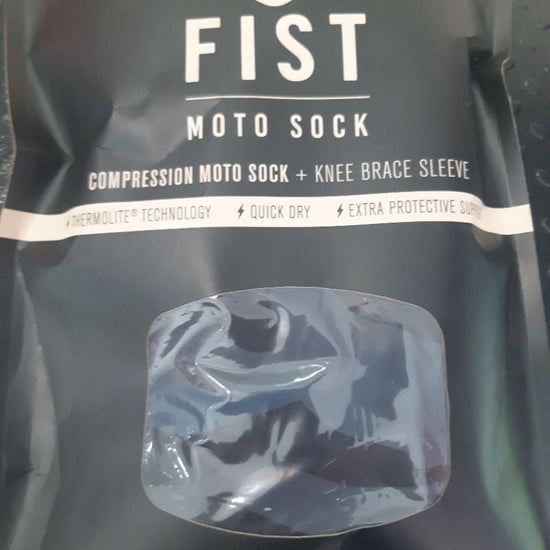 FIST
MOTO SOCK
COMPRESSION MOTO SOCK + KNEE BRACE SLEEVE
THERMOLITE® TECHNOLOGY QUICK DRY EXTRA PROTECTIVE